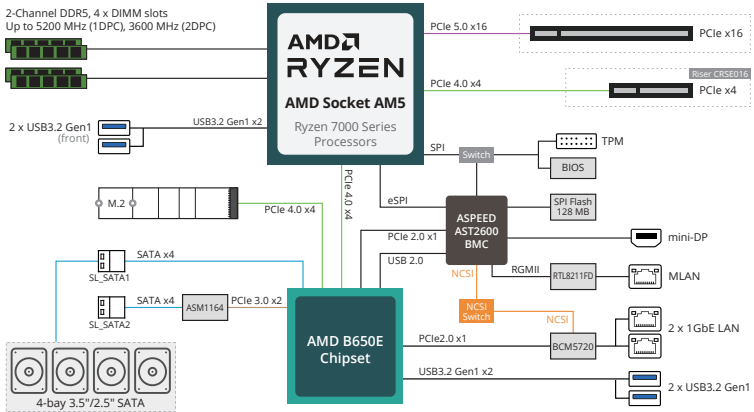 2-Channel DDR5, 4 x DIMM slots
Up to 5200 MHz (1DPC), 3600 MHz (2DPC)
AMD
RYZEN
AMD Socket AM5
Ryzen 7000 Series
Processors
PCIe 5.0 x16
PCIe x16
Riser CRSE016
PCIe 4.0 x4
PCIe x4
2 x USB3.2 Gen1
(front)
USB3.2 Gen1 x2
SPI
Switch
TPM
BIOS
M.2
PCIe 4.0 x4
PCIe 4.0 x4
eSPI
ASPEED
AST2600
BMC
SPI Flash
128 MB
PCIe 2.0 x1
USB 2.0
mini-DP
SATA x4
SL_SATA1
NCSI
RGMII
RTL8211FD
MLAN
SATA x4
ASM1164
PCIe 3.0 x2
SL_SATA2
NCSI
Switch
NCSI
AMD B650E
Chipset
PCIe2.0 x1
BCM5720
2 x 1GbE LAN
USB3.2 Gen1 x2
2 x USB3.2 Gen1
4-bay 3.5"/2.5" SATA